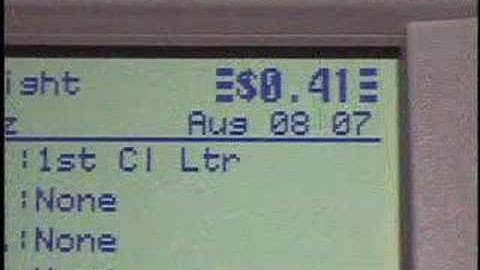 ight $0.41
z Aug 08 07
:1st Cl Ltr
:None
:None